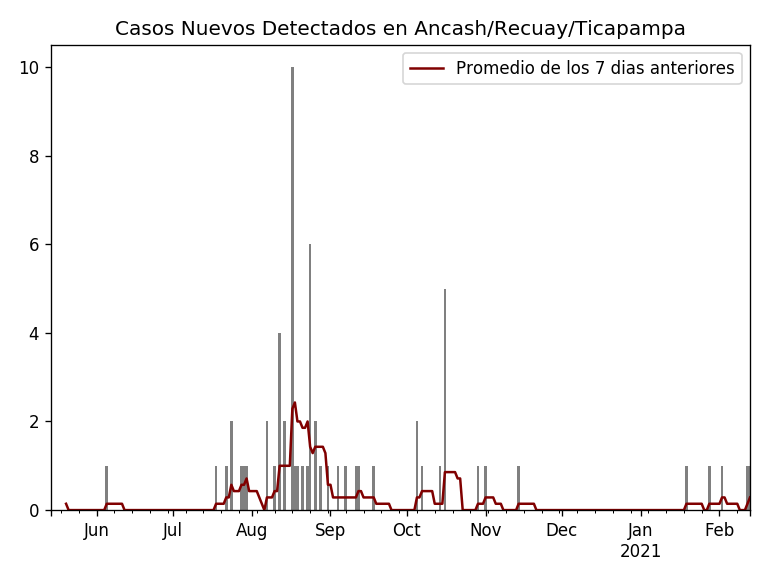 Casos Nuevos Detectados en Ancash/Recuay/Ticapampa
Promedio de los 7 dias anteriores
10
8
6
4
2
0
Jun Jul Aug Sep Oct Nov Dec Jan Feb
2021